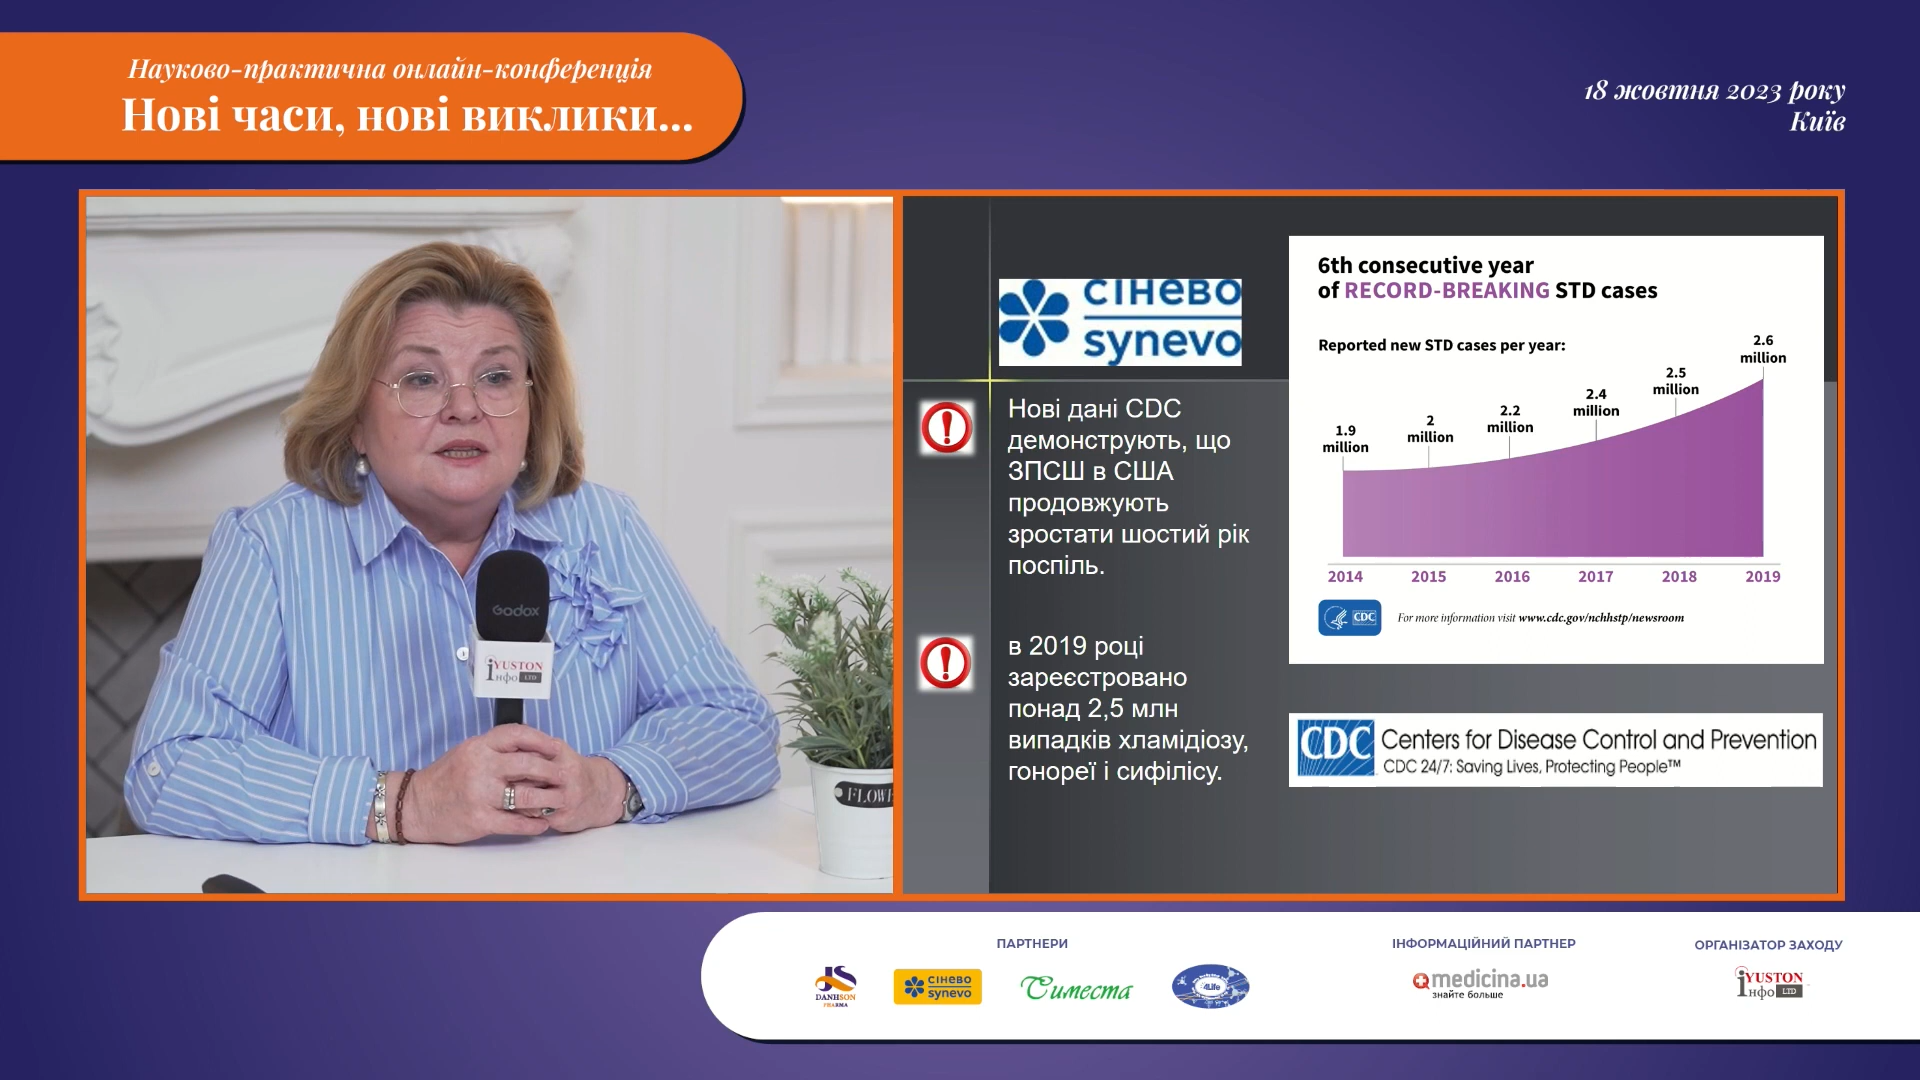 Науково-практична онлайн-конференція
Нові часи, нові виклики...
18 жовтня 2023 року
Київ
Godox
YUSTON
інфо LTD
FLOWE
сінево
synevo
Нові дані CDC
демонструють, що
ЗПСШ в США
продовжують
зростати шостий рік
поспіль.
в 2019 році
зареєстровано
понад 2,5 млн
випадків хламідіозу,
гонореї і сифілісу.
6th consecutive year
of RECORD-BREAKING STD cases
Reported new STD cases per year:
1.9
million
2
million
2.2
million
2.4
million
2.5
million
2.6
million
2014 2015 2016 2017 2018 2019
CDC
For more information visit www.cdc.gov/nchhstp/newsroom
CDC Centers for Disease Control and Prevention
CDC 24/7: Saving Lives, Protecting People™
ПАРТНЕРИ
DANHSON
PHARMA
сінево
synevo
Симеста
4Life
ІНФОРМАЦІЙНИЙ ПАРТНЕР
medicina.ua
знайте больше
ОРГАНІЗАТОР ЗАХОДУ
YUSTON
інфо LTD